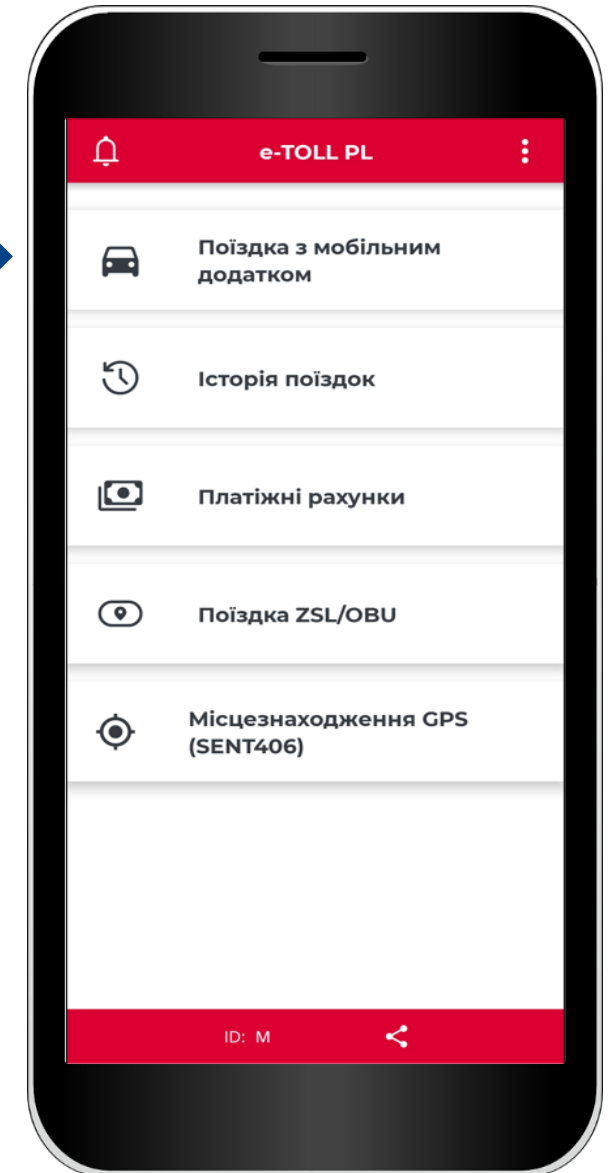 e-TOLL PL
Поїздка з мобільним
додатком
Історія поїздок
Платіжні рахунки
Поїздка ZSL/OBU
Місцезнаходження GPS
(SENT406)
ID: M